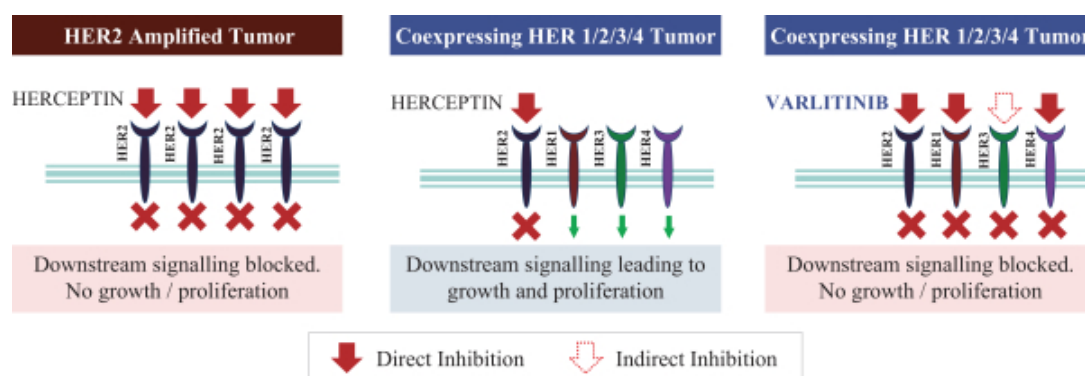 HER2 Amplified Tumor
HERCEPTIN
HER2
HER2
HER2
HER2
Downstream signalling blocked.
No growth / proliferation
Coexpressing HER 1/2/3/4 Tumor
HERCEPTIN
HER2
HER1
HER3
HER4
Downstream signalling leading to
growth and proliferation
Coexpressing HER 1/2/3/4 Tumor
VARLITINIB
HER2
HER1
HER3
HER4
Downstream signalling blocked.
No growth / proliferation
Direct Inhibition
Indirect Inhibition